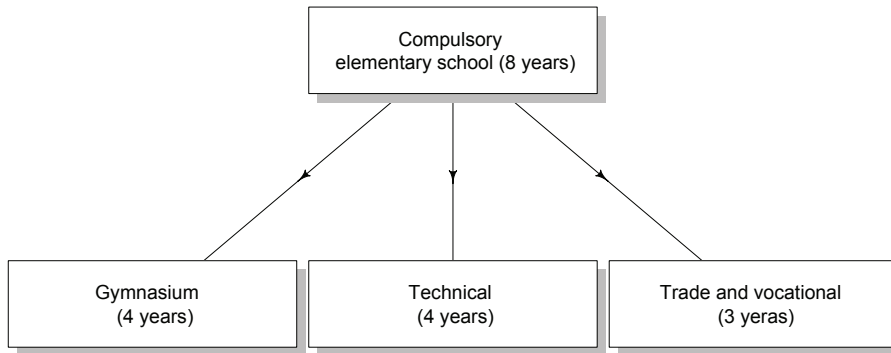 Compulsory
elementary school (8 years)
Gymnasium
(4 years)
Technical
(4 years)
Trade and vocational
(3 yeras)